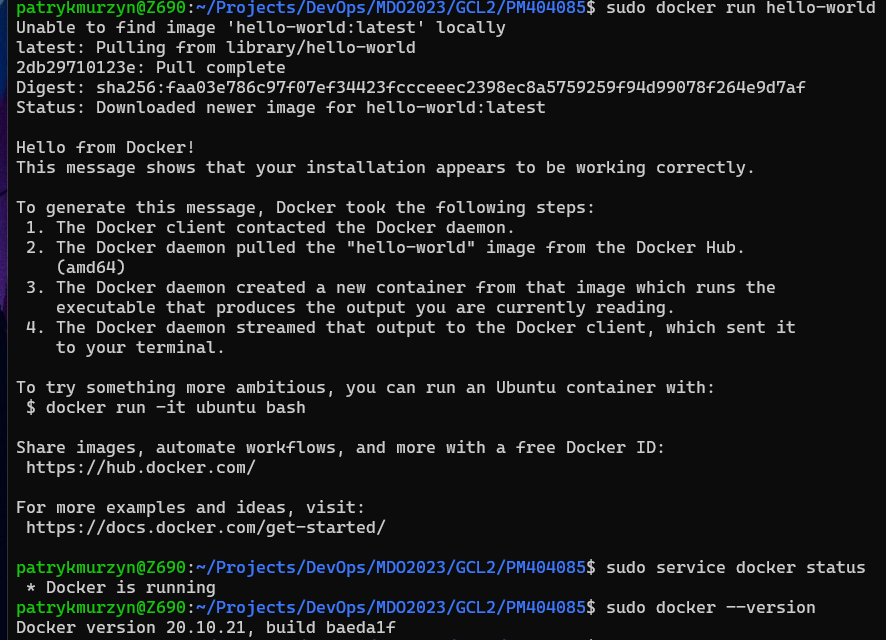 patrykmurzyn@Z690:~/Projects/DevOps/MDO2023/GCL2/PM404085$ sudo docker run hello-world
Unable to find image 'hello-world:latest' locally
latest: Pulling from library/hello-world
2db29710123e: Pull complete
Digest: sha256:faa03e786c97f07ef34423fccceeec2398ec8a5759259f94d99078f264e9d7af
Status: Downloaded newer image for hello-world:latest

Hello from Docker!
This message shows that your installation appears to be working correctly.

To generate this message, Docker took the following steps:
 1. The Docker client contacted the Docker daemon.
 2. The Docker daemon pulled the "hello-world" image from the Docker Hub.
    (amd64)
 3. The Docker daemon created a new container from that image which runs the
    executable that produces the output you are currently reading.
 4. The Docker daemon streamed that output to the Docker client, which sent it
    to your terminal.

To try something more ambitious, you can run an Ubuntu container with:
 $ docker run -it ubuntu bash

Share images, automate workflows, and more with a free Docker ID:
 https://hub.docker.com/

For more examples and ideas, visit:
 https://docs.docker.com/get-started/

patrykmurzyn@Z690:~/Projects/DevOps/MDO2023/GCL2/PM404085$ sudo service docker status
 * Docker is running
patrykmurzyn@Z690:~/Projects/DevOps/MDO2023/GCL2/PM404085$ sudo docker --version
Docker version 20.10.21, build baeda1f